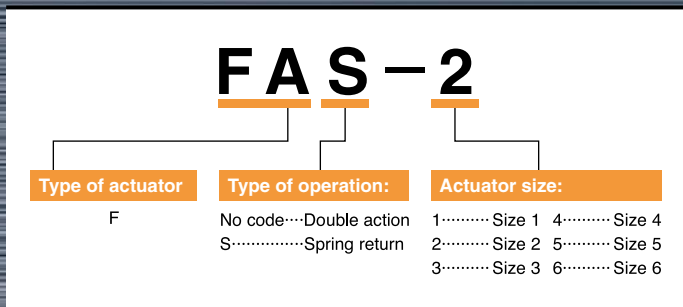 FAS－2
Type of actuator
F
Type of operation:
No code····Double action
S···············Spring return
Actuator size:
1·········· Size 1 4·········· Size 4
2·········· Size 2 5·········· Size 5
3·········· Size 3 6·········· Size 6